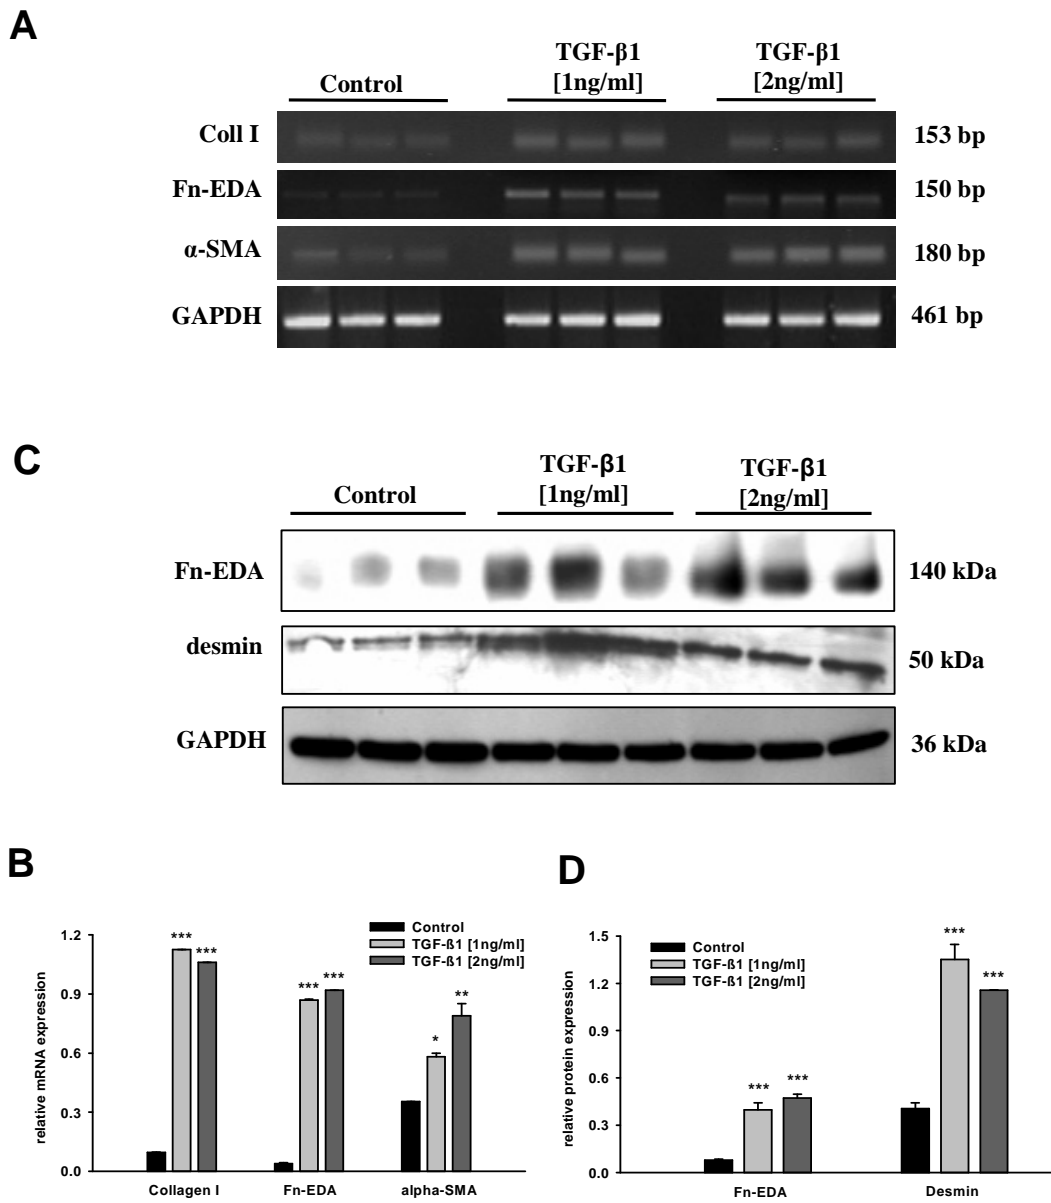 A
Control
TGF-β1
[1ng/ml]
TGF-β1
[2ng/ml]
Coll I
153 bp
Fn-EDA
150 bp
α-SMA
180 bp
GAPDH
461 bp
C
Control
TGF-β1
[1ng/ml]
TGF-β1
[2ng/ml]
Fn-EDA
140 kDa
desmin
50 kDa
GAPDH
36 kDa
B
relative mRNA expression
1.2
0.9
0.6
0.3
0.0
Control
TGF-ß1 [1ng/ml]
TGF-ß1 [2ng/ml]
***
***
***
***
*
**
Collagen I
Fn-EDA
alpha-SMA
D
relative protein expression
1.5
1.2
0.9
0.6
0.3
0.0
Control
TGF-ß1 [1ng/ml]
TGF-ß1 [2ng/ml]
***
***
***
***
Fn-EDA
Desmin